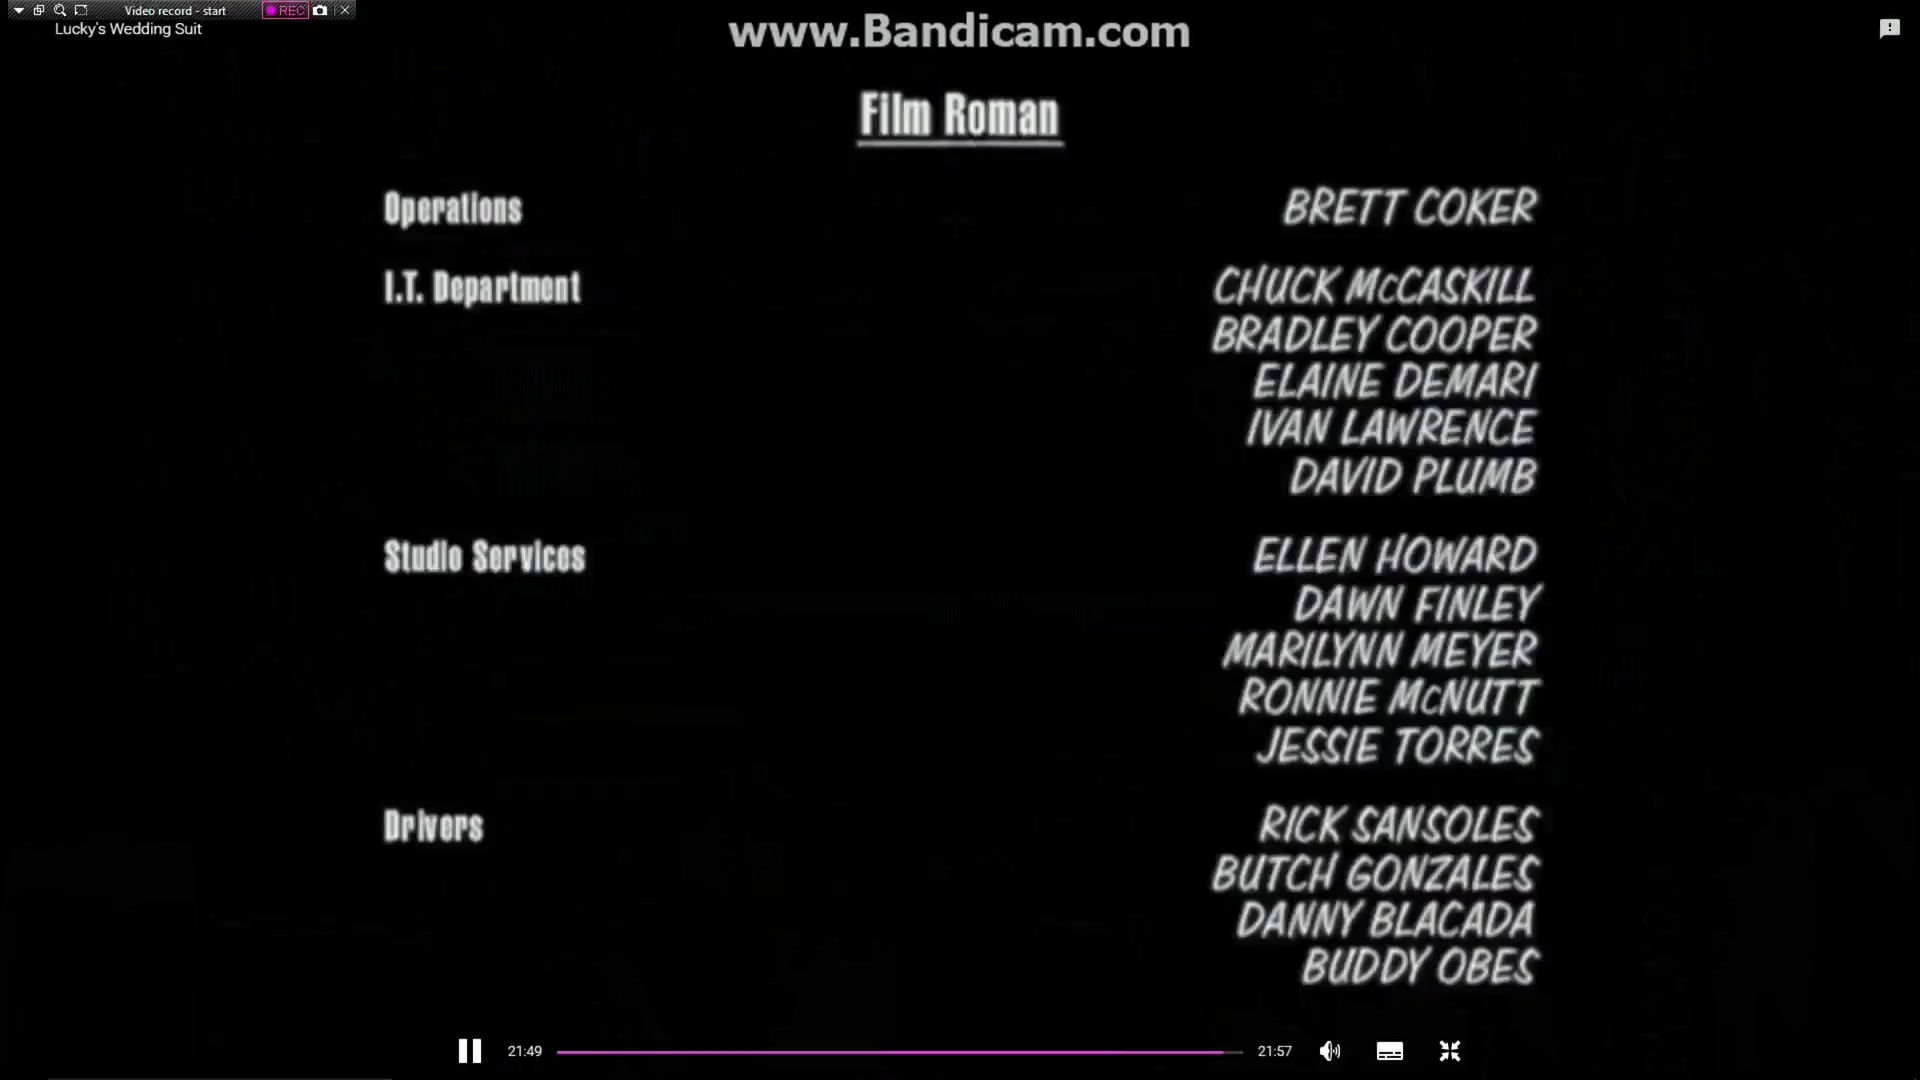 Video record - start
REC
Lucky's Wedding Suit
www.Bandicam.com
Film Roman
Operations BRETT COKER
I.T. Department CHUCK McCASKILL
BRADLEY COOPER
ELAINE DEMARI
IVAN LAWRENCE
DAVID PLUMB
Studio Services ELLEN HOWARD
DAWN FINLEY
MARILYNN MEYER
RONNIE McNUTT
JESSIE TORRES
Drivers RICK SANSOLES
BUTCH GONZALES
DANNY BLACADA
BUDDY OBES
21:49 21:57